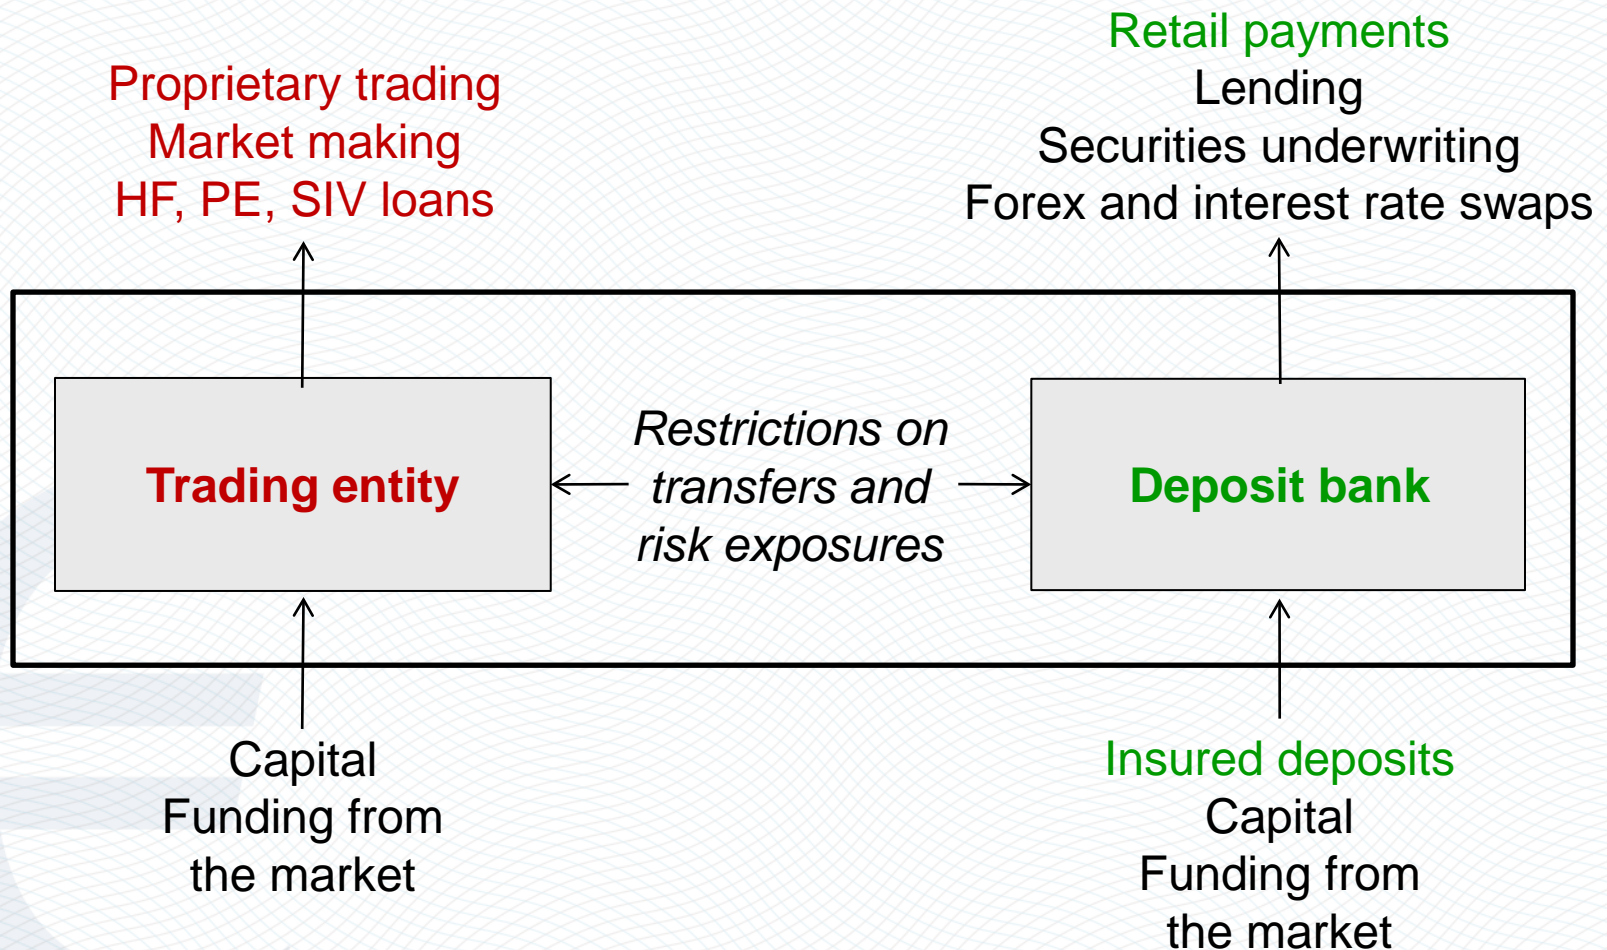 Proprietary trading
Market making
HF, PE, SIV loans
Retail payments
Lending
Securities underwriting
Forex and interest rate swaps
Trading entity
Restrictions on
transfers and
risk exposures
Deposit bank
Capital
Funding from
the market
Insured deposits
Capital
Funding from
the market